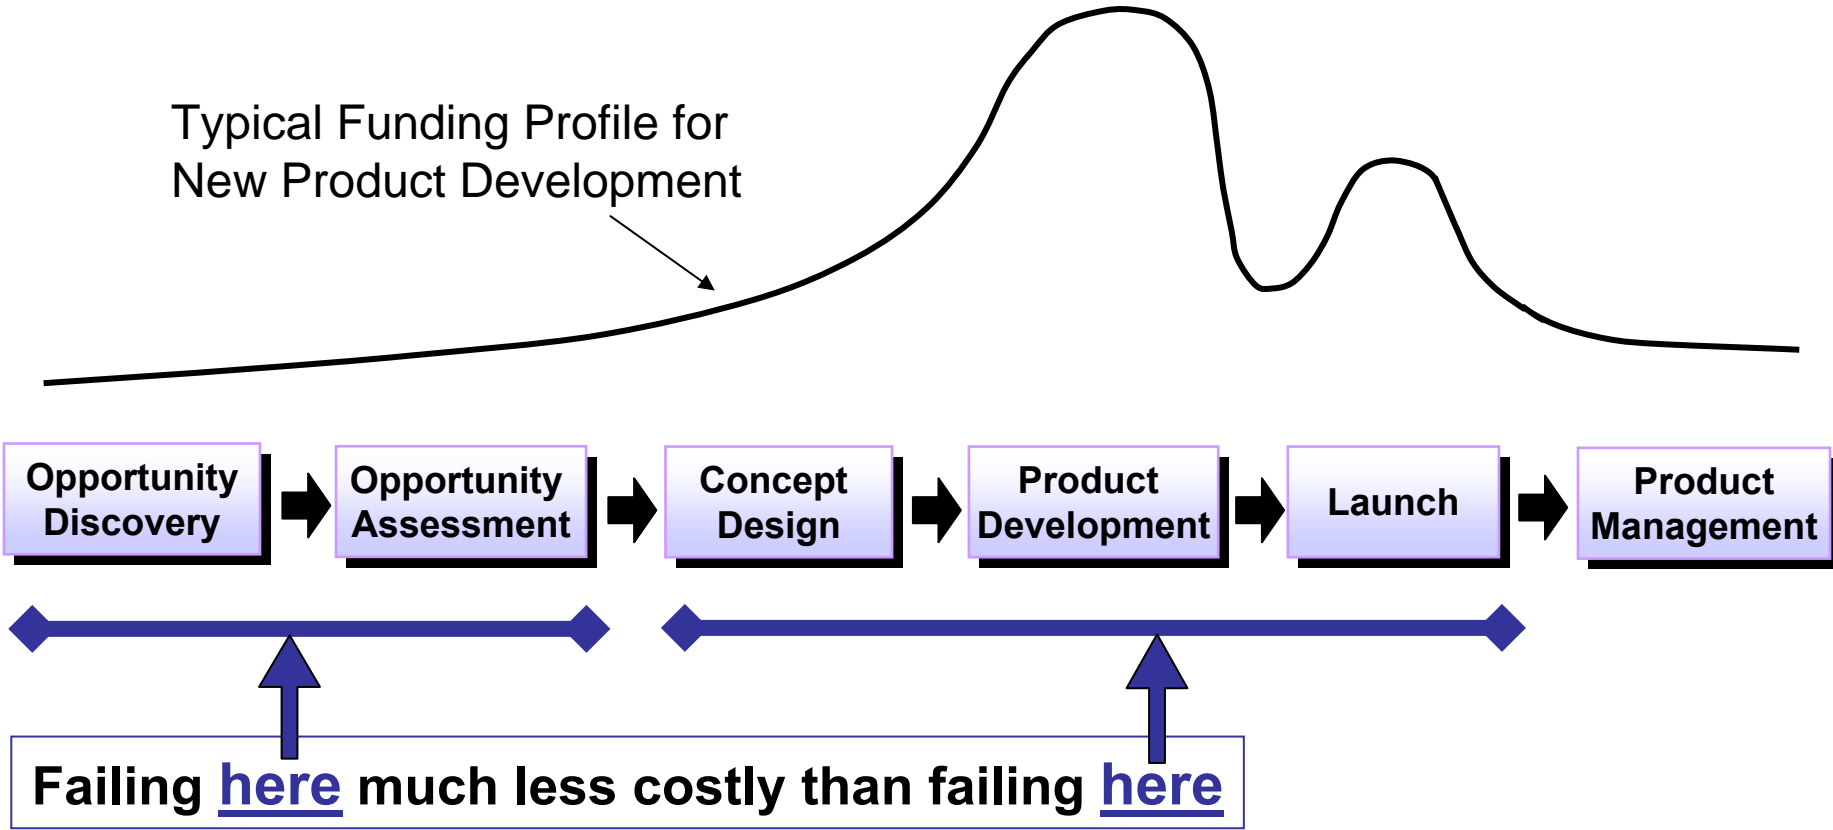 Typical Funding Profile for
New Product Development
Opportunity
Discovery
Opportunity
Assessment
Concept
Design
Product
Development
Launch
Product
Management
Failing here much less costly than failing here